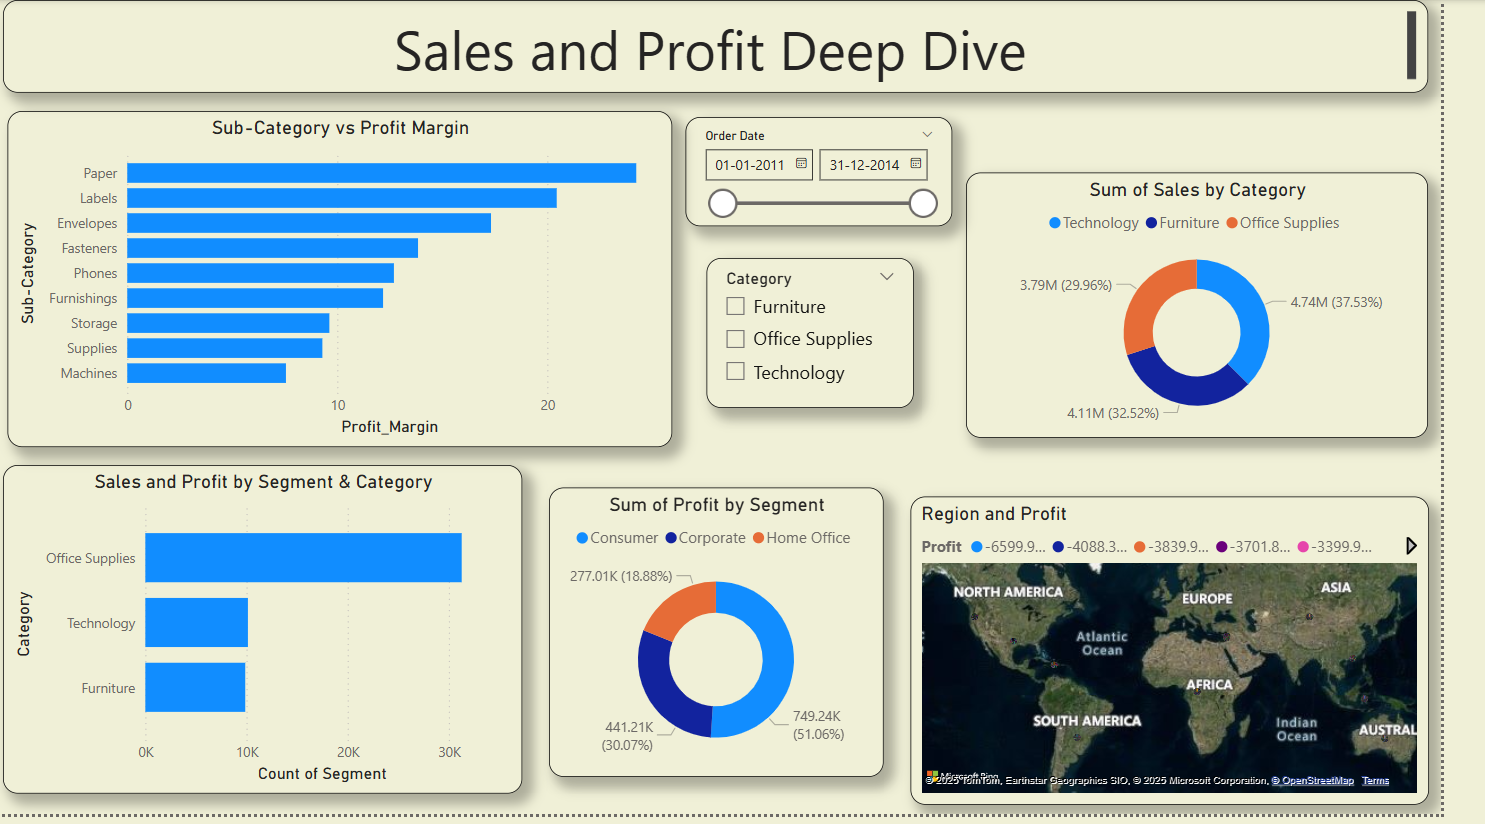 Sales and Profit Deep Dive
Sub-Category vs Profit Margin
Sub-Category
Paper
Labels
Envelopes
Fasteners
Phones
Furnishings
Storage
Supplies
Machines
0 10 20
Profit_Margin
Order Date
01-01-2011 31-12-2014
Category
Furniture
Office Supplies
Technology
Sum of Sales by Category
Technology Furniture Office Supplies
3.79M (29.96%)
4.74M (37.53%)
4.11M (32.52%)
Sales and Profit by Segment & Category
Category
Office Supplies
Technology
Furniture
0K 10K 20K 30K
Count of Segment
Sum of Profit by Segment
Consumer Corporate Home Office
277.01K (18.88%)
441.21K
(30.07%)
749.24K
(51.06%)
Region and Profit
Profit -6599.9... -4088.3... -3839.9... -3701.8... -3399.9...
NORTH AMERICA
EUROPE
ASIA
Atlantic
Ocean
AFRICA
SOUTH AMERICA
Indian
Ocean
AUSTRAL
Microsoft Bing
© 2025 TomTom, Earthstar Geographics SIO, © 2025 Microsoft Corporation, © OpenStreetMap Terms